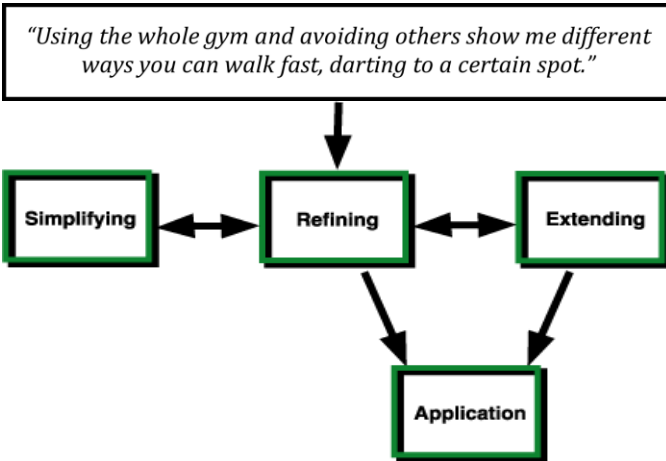 “Using the whole gym and avoiding others show me different
ways you can walk fast, darting to a certain spot.”
Simplifying
Refining
Extending
Application